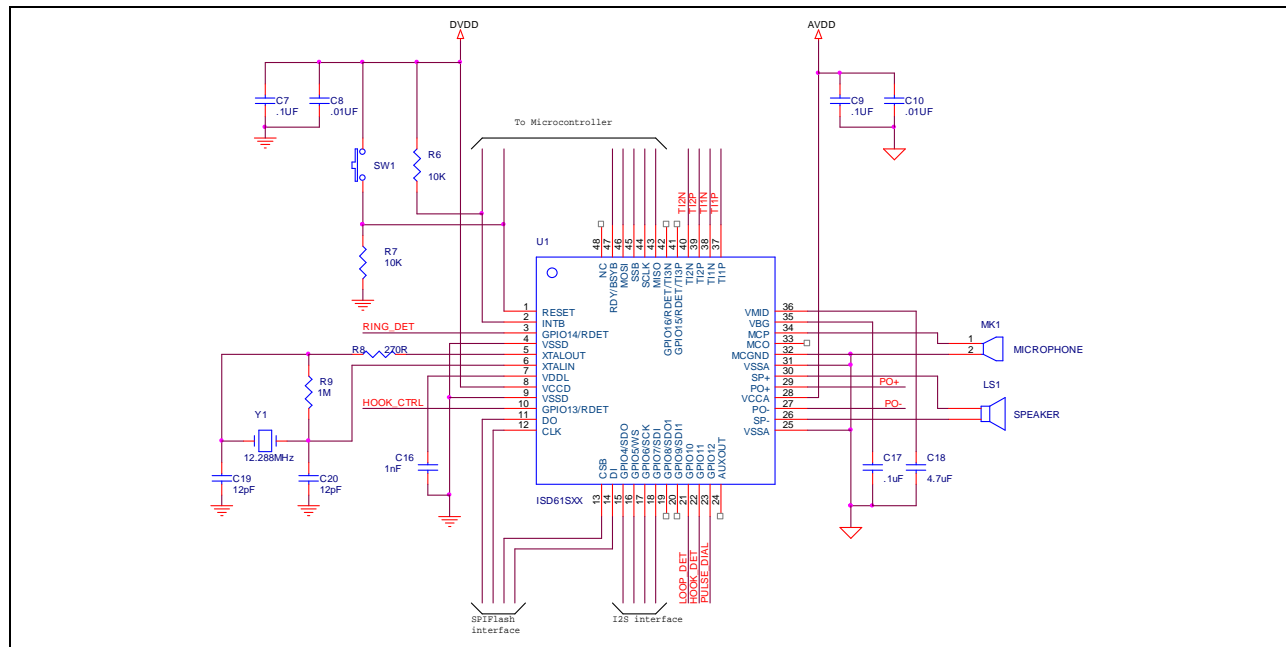 DVDD
AVDD
C7
.1UF
C8
.01UF
C9
.1UF
C10
.01UF
To Microcontroller
SW1
R6
10K
R7
10K
TI2N
TI2P
TI1N
TI1P
U1
48
47
46
45
44
43
42
41
40
39
38
37
NC
RDY/BSYB
MOSI
SSB
SCLK
MISO
GPIO16/RDET/TI3N
GPIO15/RDET/TI3P
TI2N
TI2P
TI1N
TI1P
1 RESET
2 INTB
3 GPIO14/RDET
4 VSSD
5 XTALOUT
6 XTALIN
7 VDDL
8 VCCD
9 VSSD
10 GPIO13/RDET
11 DO
12 CLK
VMID 36
VBG 35
MCP 34
MCO 33
MCGND 32
VSSA 31
SP+ 30
PO+ 29
VCCA 28
PO- 27
SP- 26
VSSA 25
RING_DET
R8 270R
R9
1M
HOOK_CTRL
Y1
12.288MHz
C19
12pF
C20
12pF
C16
1nF
MK1
1
2
MICROPHONE
LS1
SPEAKER
PO+
PO-
C17
.1uF
C18
4.7uF
CSB
DI
GPIO4/SDO
GPIO5/WS
GPIO6/SCK
GPIO7/SDI
GPIO8/SDO1
GPIO9/SDI1
GPIO10
GPIO11
GPIO12
AUXOUT
ISD61SXX
13
14
15
16
17
18
19
20
21
22
23
24
LOOP_DET
HOOK_DET
PULSE_DIAL
SPIFlash
interface
I2S interface